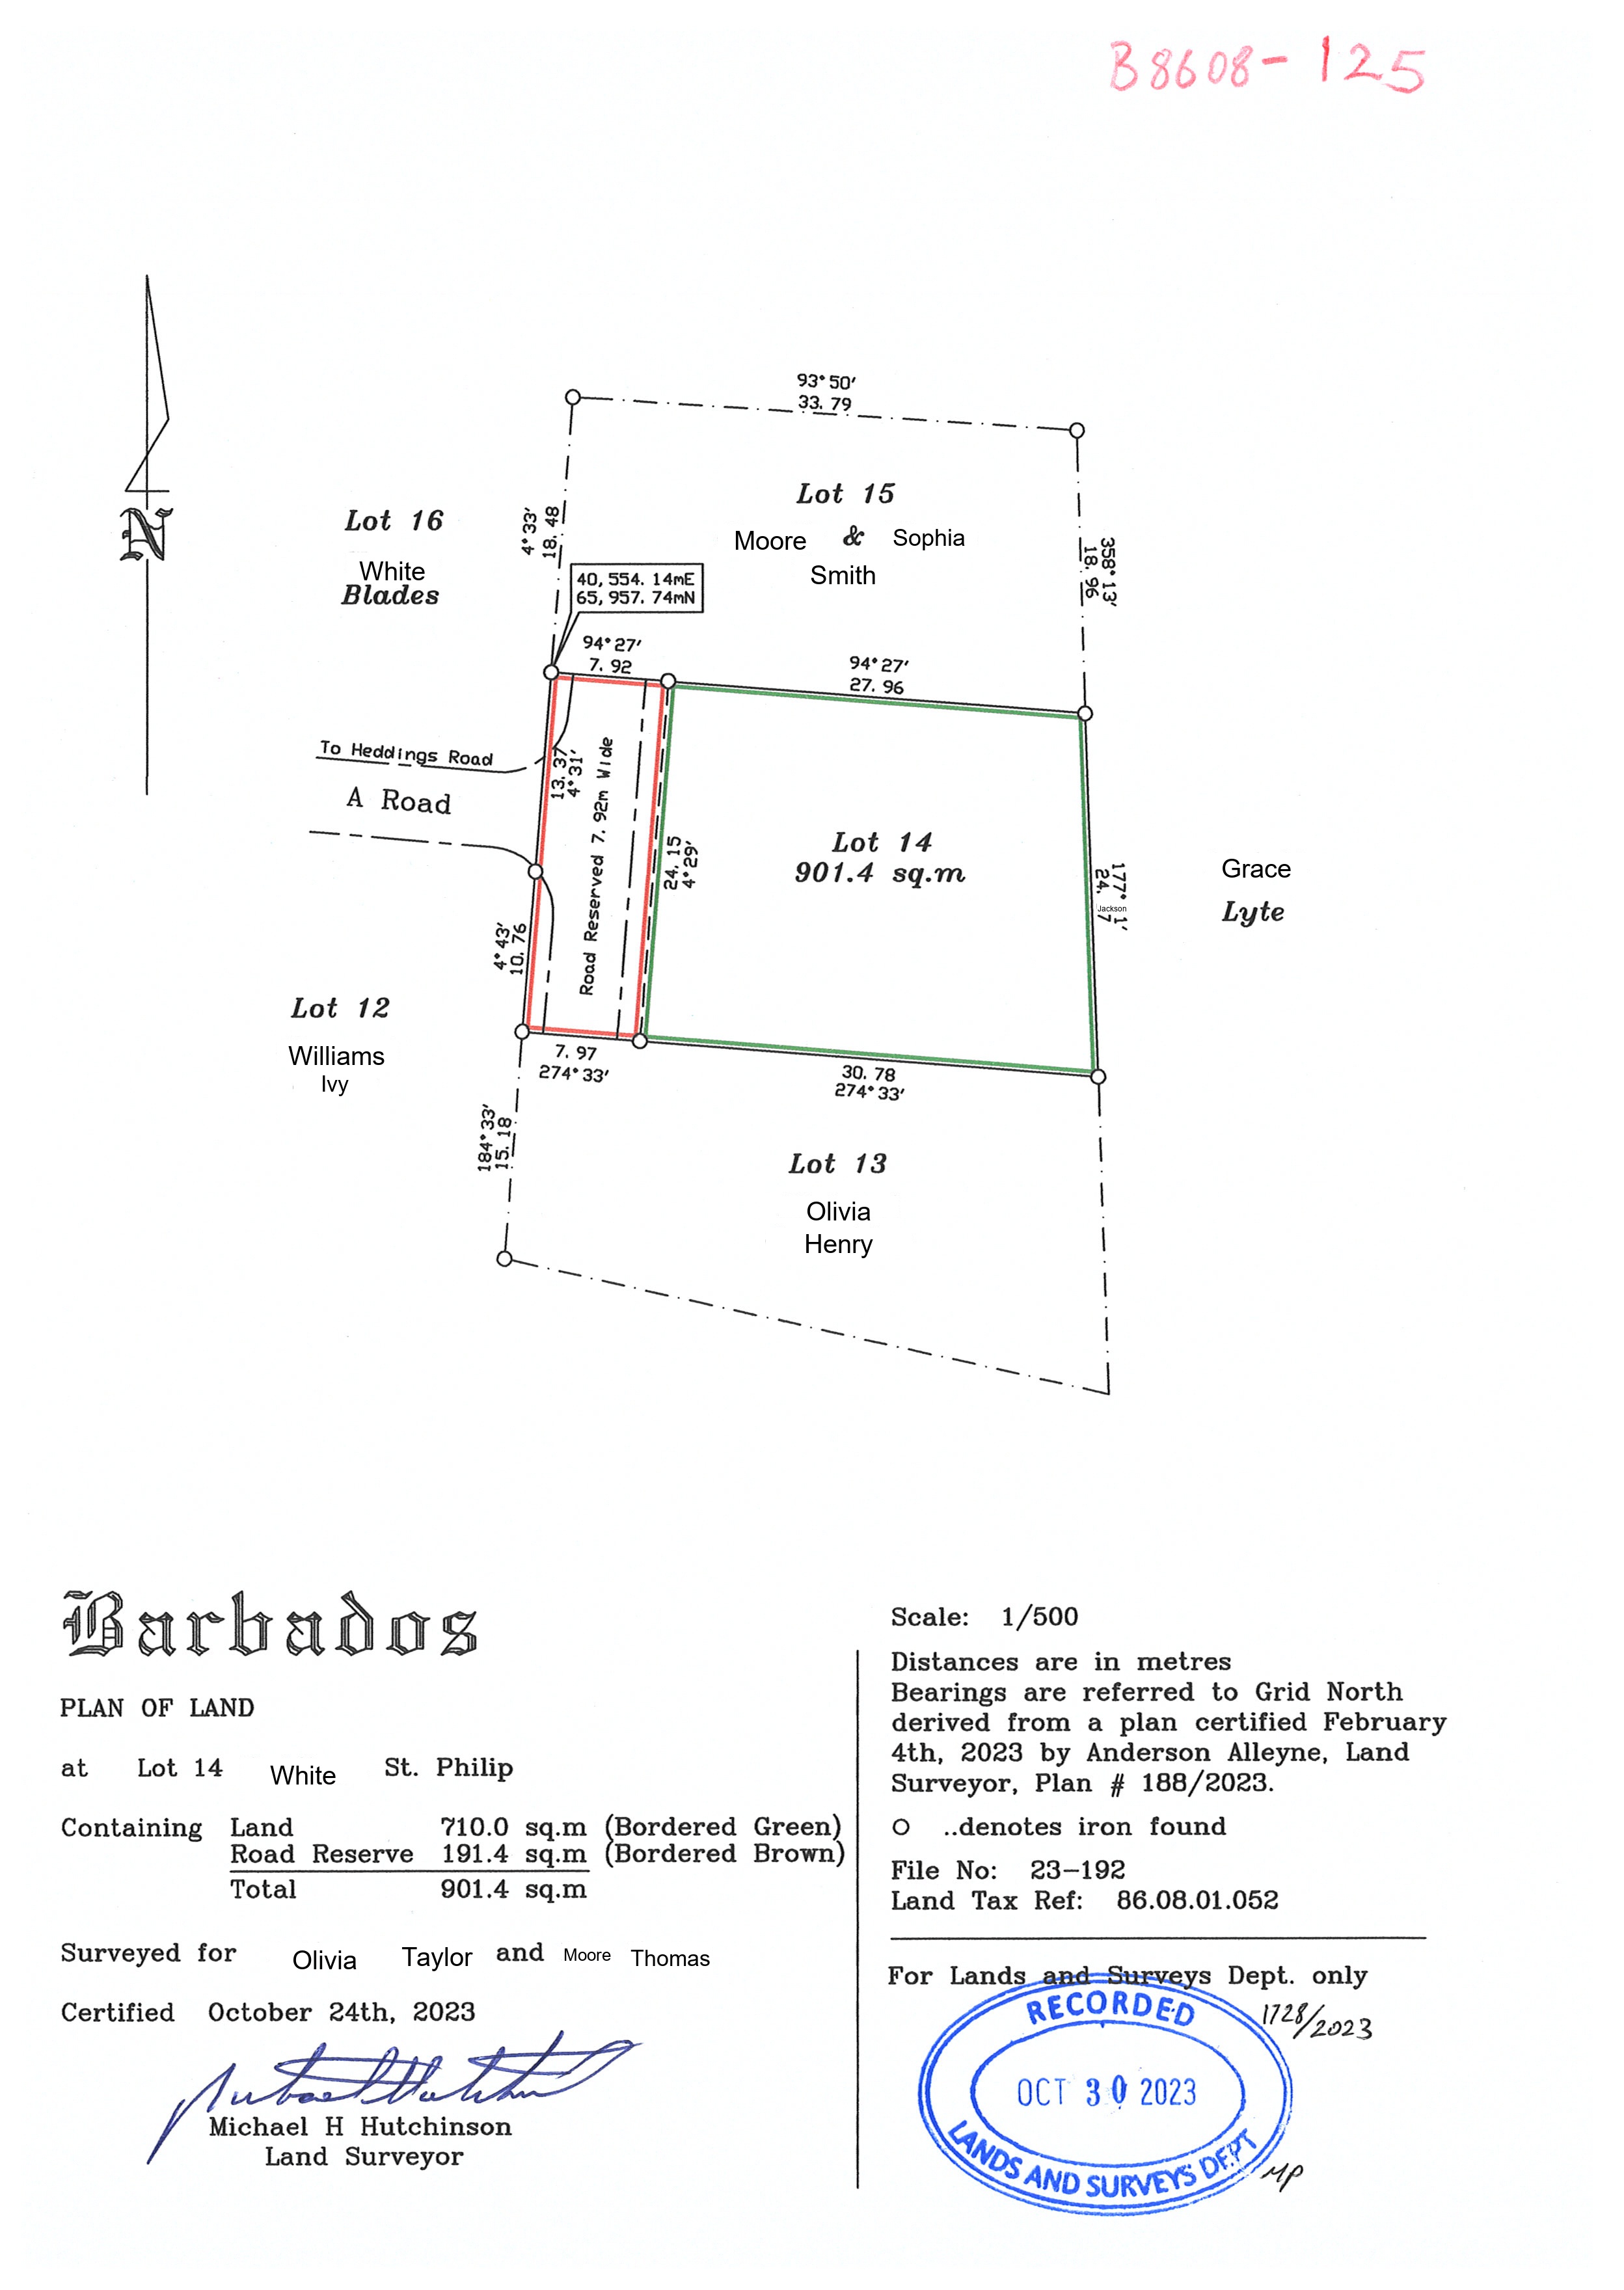 B8608-125
93°50'
33.79
Lot 15
Moore & Sophia
Smith
4°33'
18.48
358°13'
18.96
Lot 16
White
Blades
40,554.14mE
65,957.74mN
94°27'
7.92
94°27'
27.96
To Heddings Road
A Road
13.37
4°31'
Road Reserved 7.92m Wide
24.15
4°29'
Lot 14
901.4 sq.m
Jackson
Grace
Lyte
4°43'
10.76
Lot 12
Williams
Ivy
7.97
274°33'
30.78
274°33'
184°33'
15.18
Lot 13
Olivia
Henry
N
Barbados
PLAN OF LAND
at Lot 14 White St. Philip
Containing Land 710.0 sq.m (Bordered Green)
Road Reserve 191.4 sq.m (Bordered Brown)
Total 901.4 sq.m
Surveyed for Olivia Taylor and Moore Thomas
Certified October 24th, 2023
Michael H Hutchinson
Land Surveyor
Scale: 1/500
Distances are in metres
Bearings are referred to Grid North
derived from a plan certified February
4th, 2023 by Anderson Alleyne, Land
Surveyor, Plan # 188/2023.
O ..denotes iron found
File No: 23-192
Land Tax Ref: 86.08.01.052
For Lands and Surveys Dept. only
RECORDED
1728/2023
OCT 30 2023
LANDS AND SURVEYS DEPT
MP